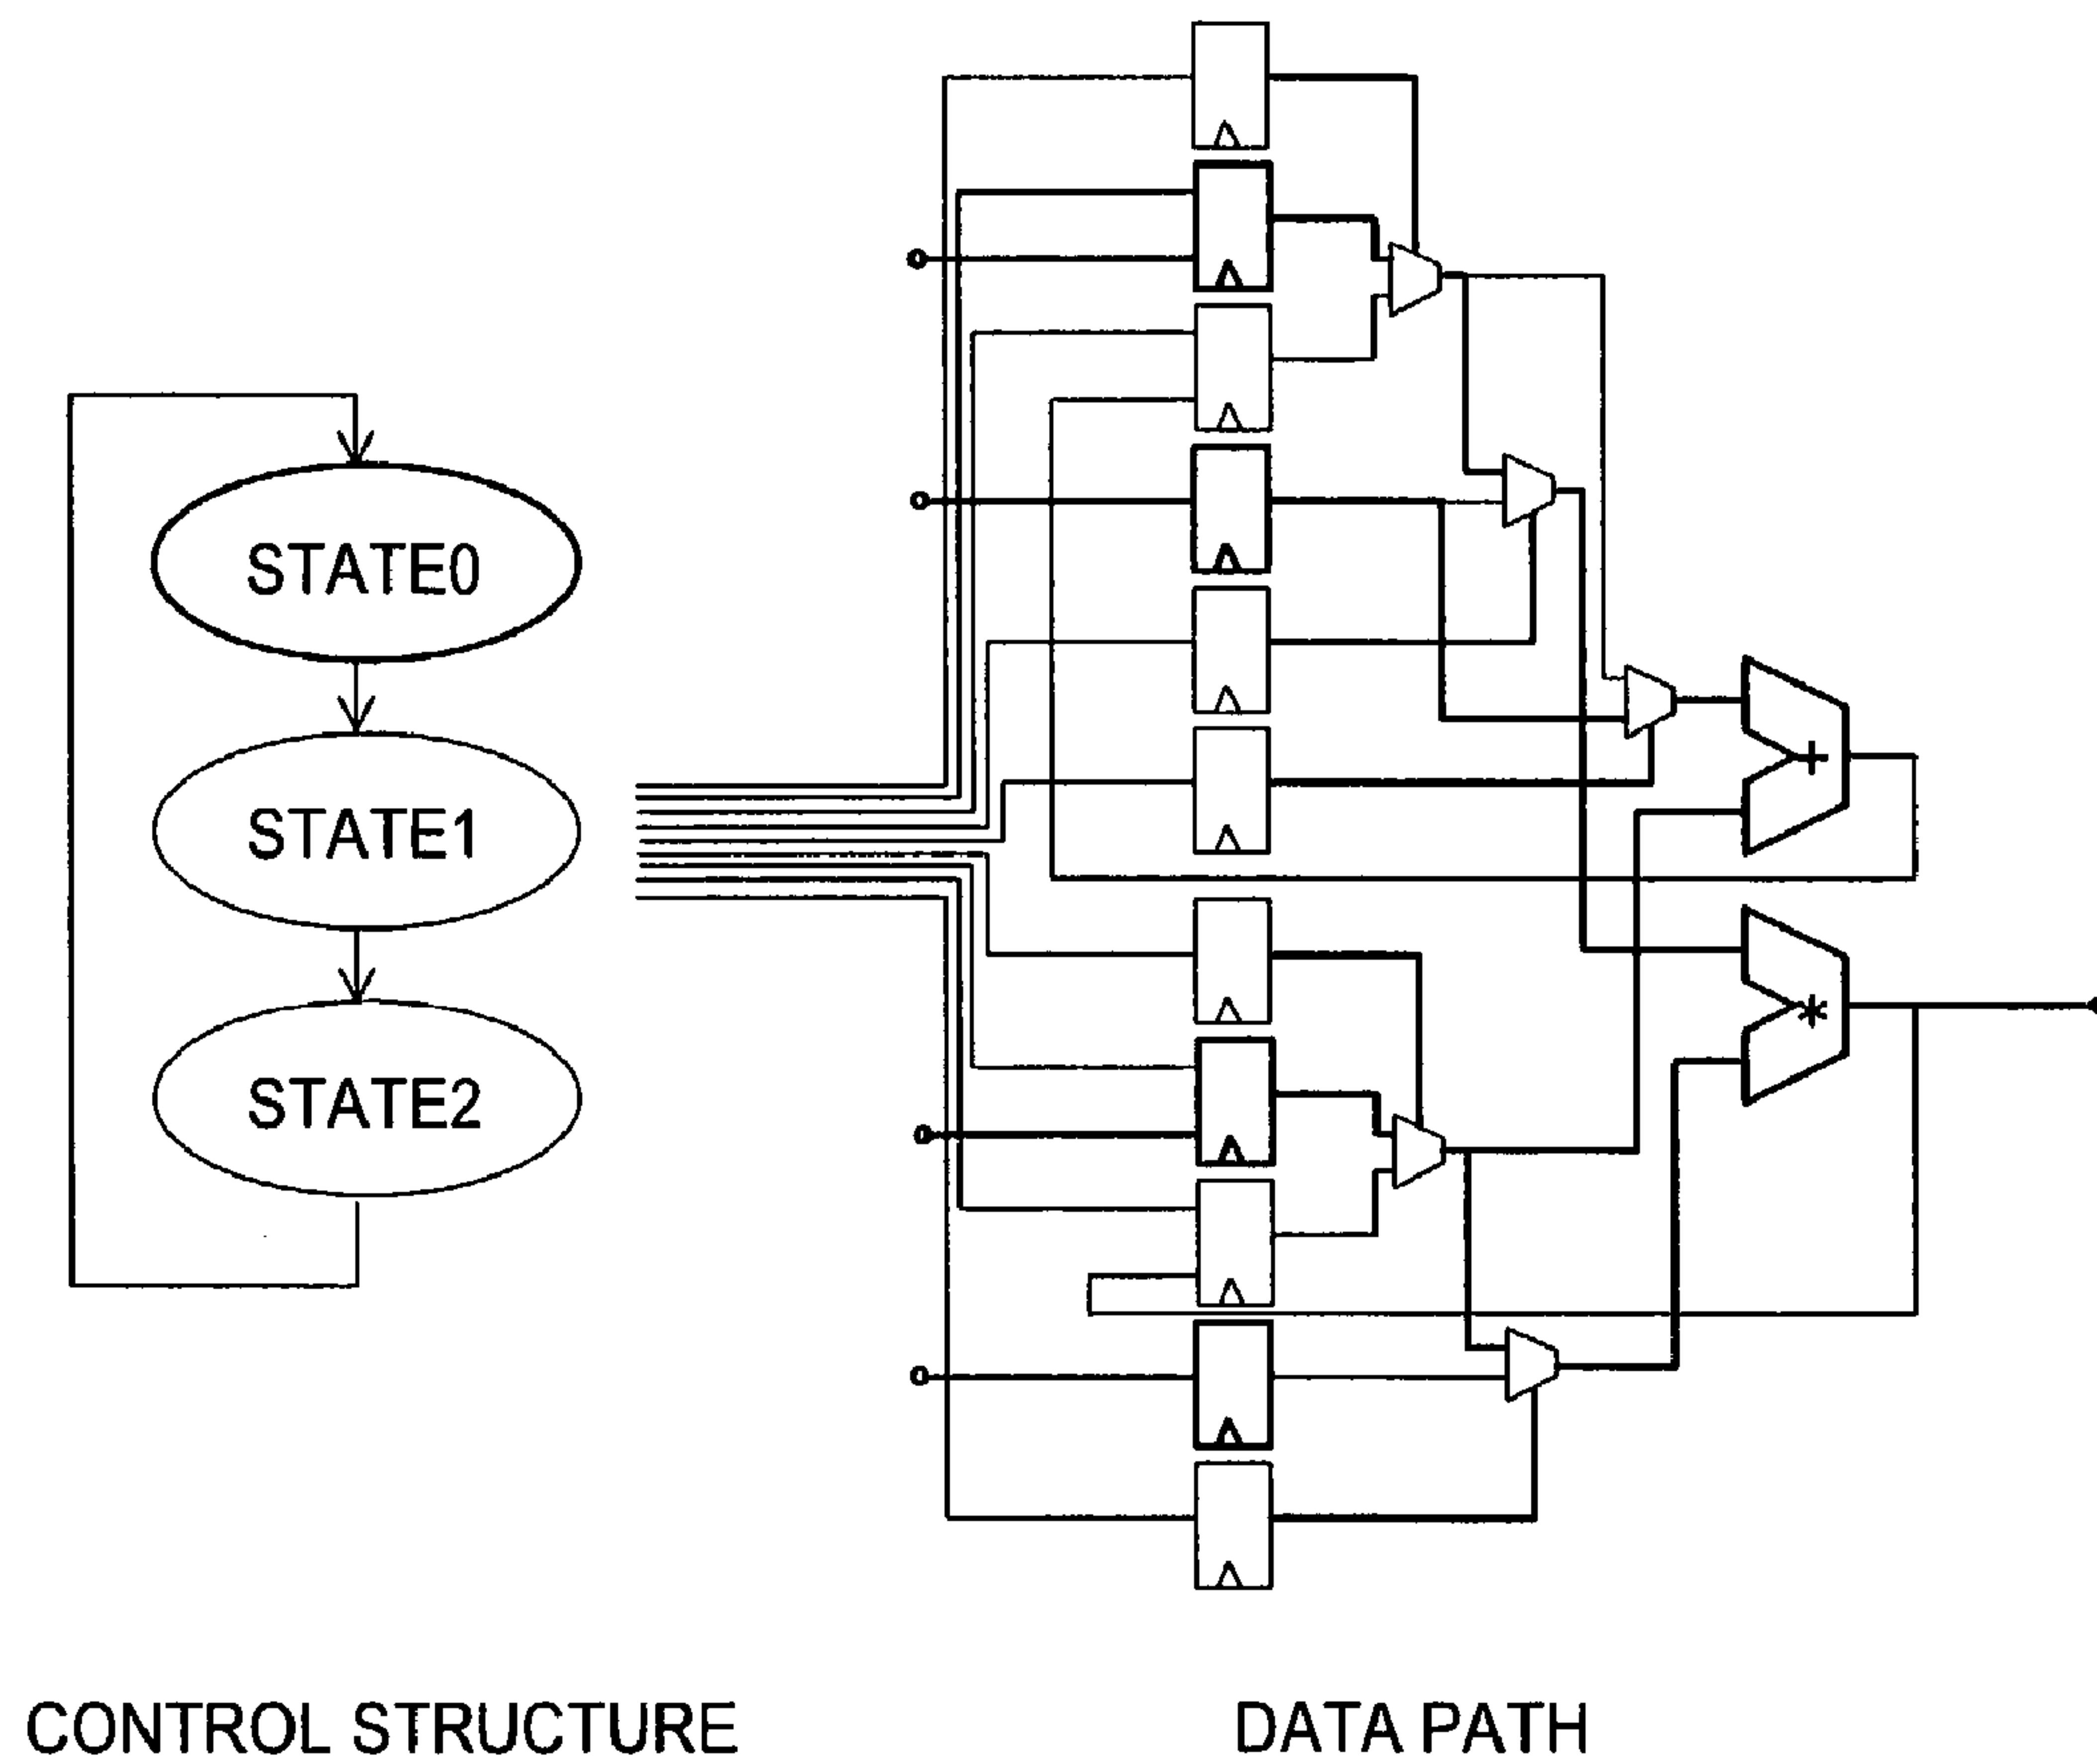 STATE0
STATE1
STATE2
+
*
CONTROL STRUCTURE
DATA PATH